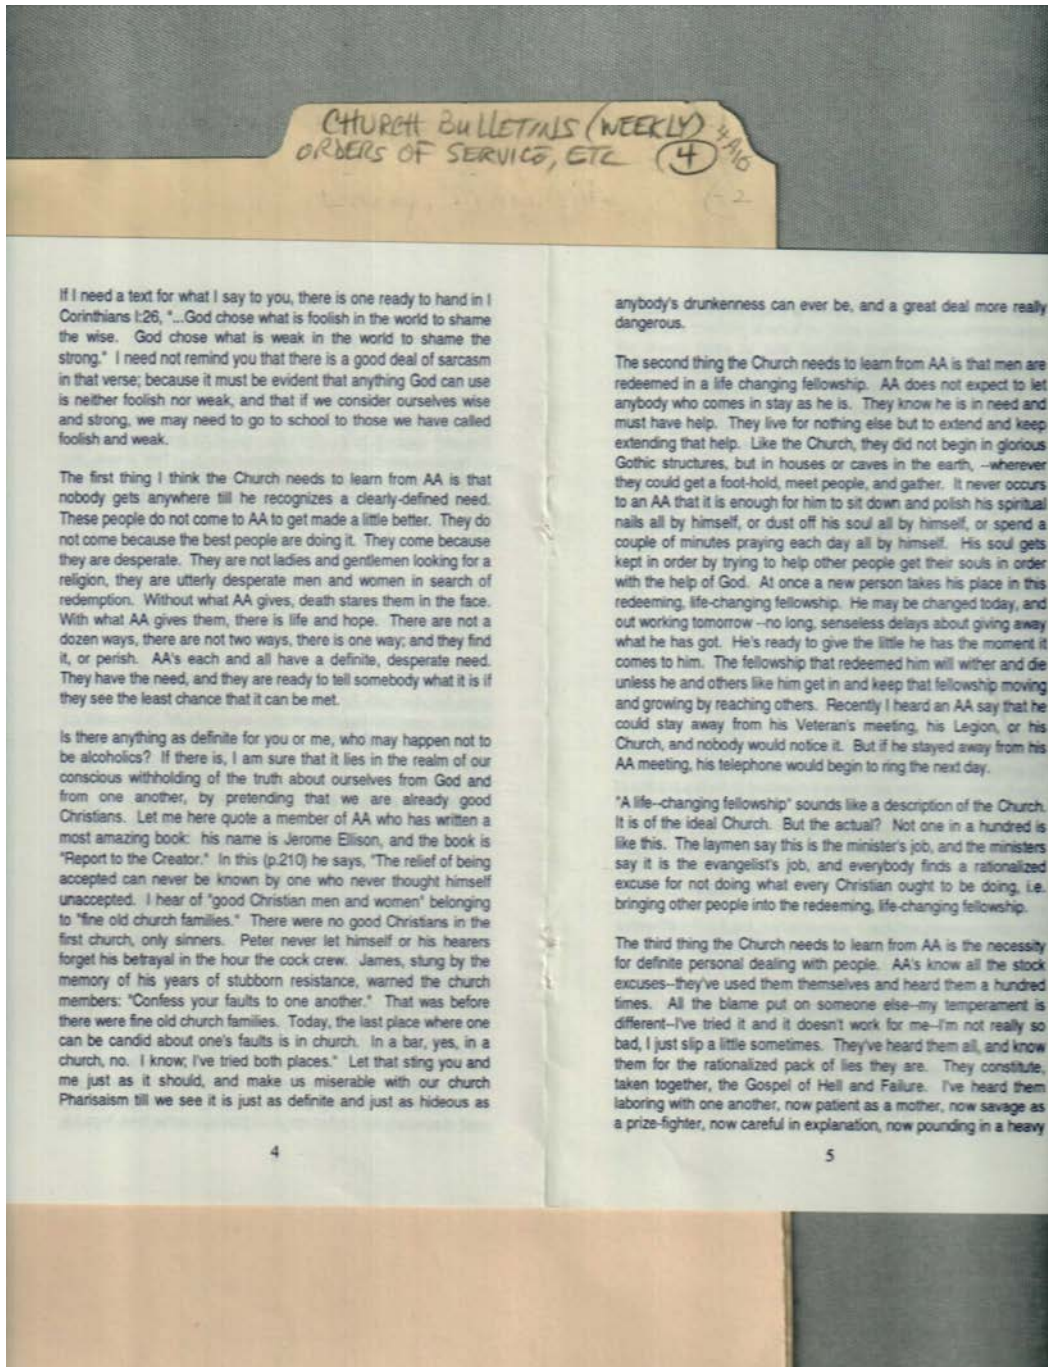 CHURCH BULLETINS (WEEKLY)
ORDERS OF SERVICE, ETC (4)
If I need a text for what I say to you, there is one ready to hand in I
Corinthians I:26, "...God chose what is foolish in the world to shame
the wise. God chose what is weak in the world to shame the
strong." I need not remind you that there is a good deal of sarcasm
in that verse; because it must be evident that anything God can use
is neither foolish nor weak, and that if we consider ourselves wise
and strong, we may need to go to school to those we have called
foolish and weak.
The first thing I think the Church needs to learn from AA is that
nobody gets anywhere till he recognizes a clearly-defined need.
These people do not come to AA to get made a little better. They do
not come because the best people are doing it. They come because
they are desperate. They are not ladies and gentlemen looking for a
religion, they are utterly desperate men and women in search of
redemption. Without what AA gives, death stares them in the face.
With what AA gives them, there is life and hope. There are not a
dozen ways, there are not two ways, there is one way; and they find
it, or perish. AA's each and all have a definite, desperate need.
They have the need, and they are ready to tell somebody what it is if
they see the least chance that it can be met.
Is there anything as definite for you or me, who may happen not to
be alcoholics? If there is, I am sure that it lies in the realm of our
conscious withholding of the truth about ourselves from God and
from one another, by pretending that we are already good
Christians. Let me here quote a member of AA who has written a
most amazing book: his name is Jerome Ellison, and the book is
"Report to the Creator." In this (p.210) he says, "The relief of being
accepted can never be known by one who never thought himself
unaccepted. I hear of "good Christian men and women" belonging
to "fine old church families." There were no good Christians in the
first church, only sinners. Peter never let himself or his hearers
forget his betrayal in the hour the cock crew. James, stung by the
memory of his years of stubborn resistance, warned the church
members: "Confess your faults to one another." That was before
there were fine old church families. Today, the last place where one
can be candid about one's faults is in church. In a bar, yes, in a
church, no. I know; I've tried both places." Let that sting you and
me just as it should, and make us miserable with our church
Pharisaism till we see it is just as definite and just as hideous as
4
anybody's drunkenness can ever be, and a great deal more really
dangerous.
The second thing the Church needs to learn from AA is that men are
redeemed in a life changing fellowship. AA does not expect to let
anybody who comes in stay as he is. They know he is in need and
must have help. They live for nothing else but to extend and keep
extending that help. Like the Church, they did not begin in glorious
Gothic structures, but in houses or caves in the earth, --wherever
they could get a foot-hold, meet people, and gather. It never occurs
to an AA that it is enough for him to sit down and polish his spiritual
nails all by himself, or dust off his soul all by himself, or spend a
couple of minutes praying each day all by himself. His soul gets
kept in order by trying to help other people get their souls in order
with the help of God. At once a new person takes his place in this
redeeming, life-changing fellowship. He may be changed today, and
out working tomorrow --no long, senseless delays about giving away
what he has got. He's ready to give the little he has the moment it
comes to him. The fellowship that redeemed him will wither and die
unless he and others like him get in and keep that fellowship moving
and growing by reaching others. Recently I heard an AA say that he
could stay away from his Veteran's meeting, his Legion, or his
Church, and nobody would notice it. But if he stayed away from his
AA meeting, his telephone would begin to ring the next day.
"A life--changing fellowship" sounds like a description of the Church.
It is of the ideal Church. But the actual? Not one in a hundred is
like this. The laymen say this is the minister's job, and the ministers
say it is the evangelist's job, and everybody finds a rationalized
excuse for not doing what every Christian ought to be doing, i.e.
bringing other people into the redeeming, life-changing fellowship.
The third thing the Church needs to learn from AA is the necessity
for definite personal dealing with people. AA's know all the stock
excuses--they've used them themselves and heard them a hundred
times. All the blame put on someone else--my temperament is
different--I've tried it and it doesn't work for me--I'm not really so
bad, I just slip a little sometimes. They've heard them all, and know
them for the rationalized pack of lies they are. They constitute,
taken together, the Gospel of Hell and Failure. I've heard them
laboring with one another, now patient as a mother, now savage as
a prize-fighter, now careful in explanation, now pounding in a heavy
5